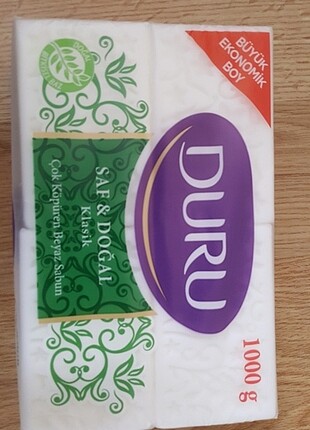 BÜYÜK
EKONOMİK
BOY
DURU
SAF & DOĞAL
Klasik
Çok Köpüren Beyaz Sabun
1000 g